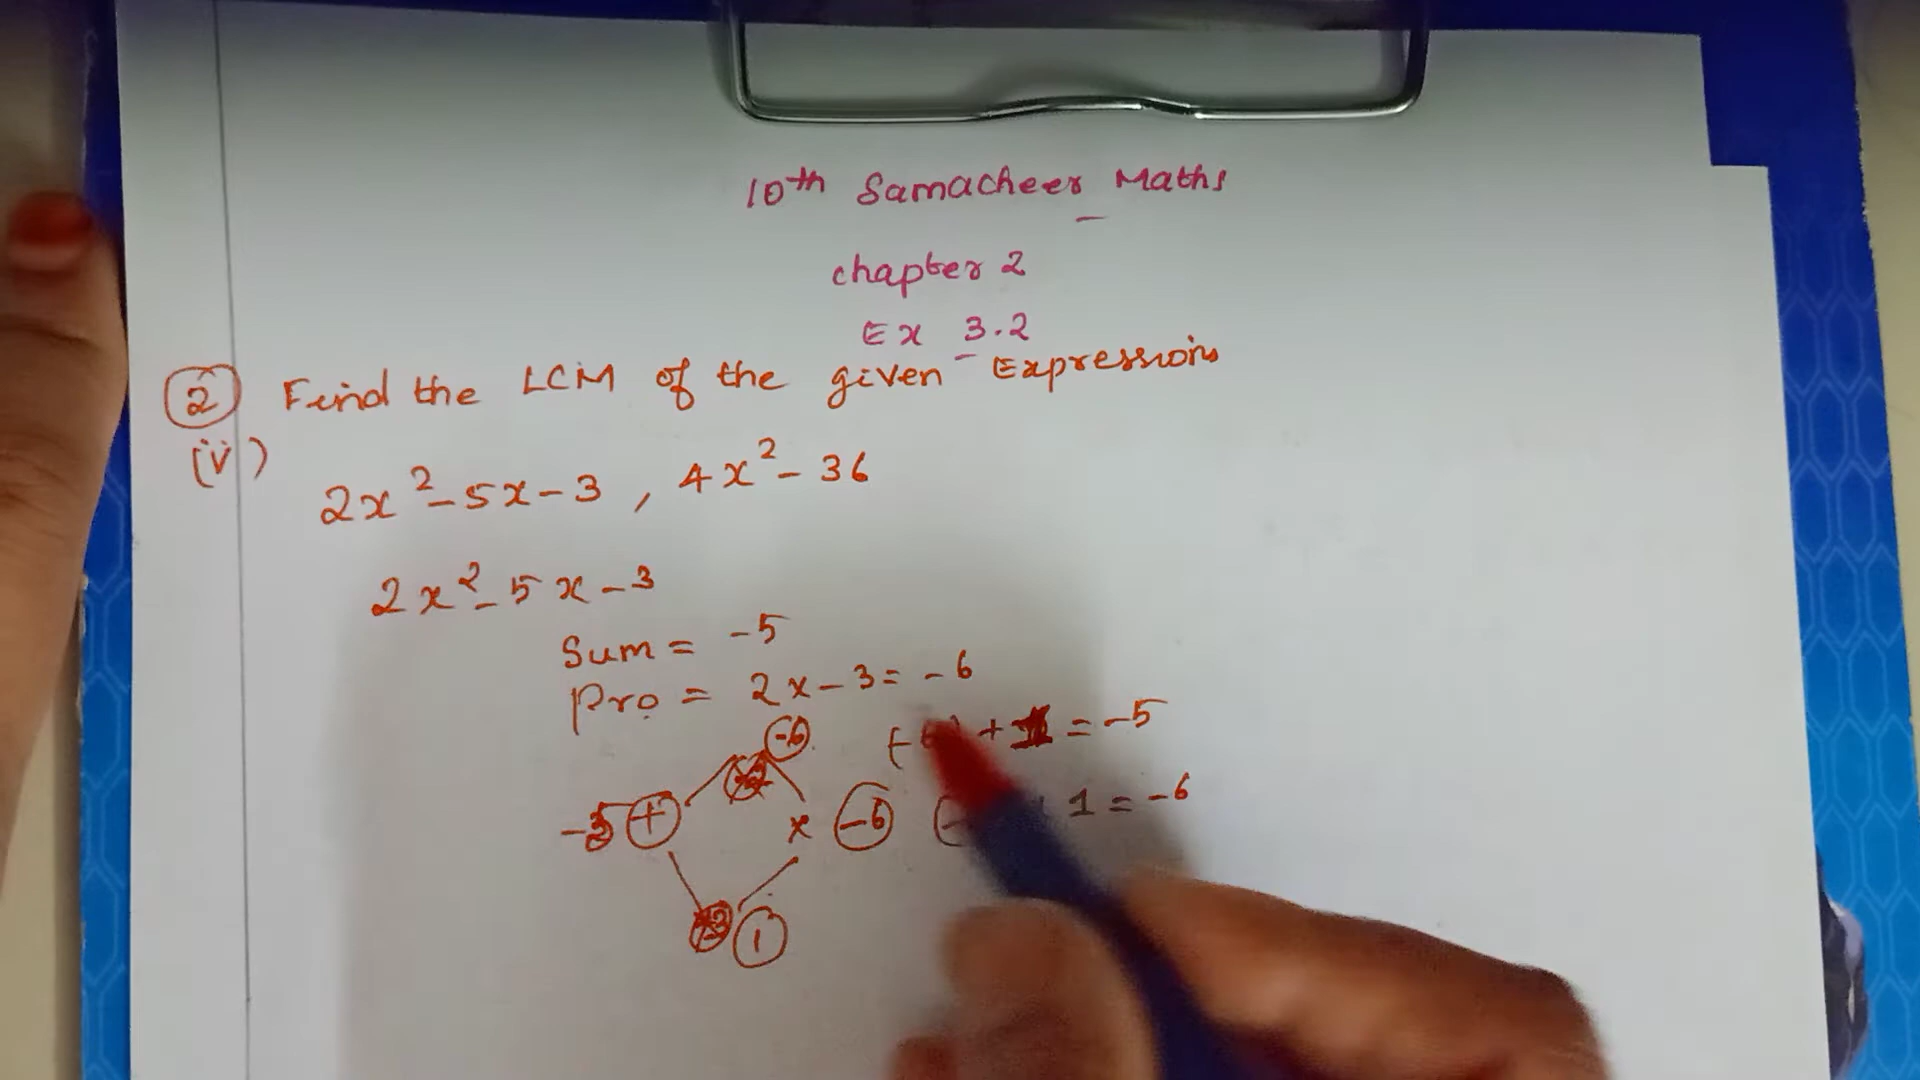 10th Samacheer Maths
chapter 2
Ex 3.2
② Find the LCM of the given Expressions
(v)
2x² - 5x - 3 , 4x² - 36
2x² - 5x - 3
Sum = -5
Pro = 2x - 3 = - 6
-6
+ = -5
+ x -6 1 = -6
1